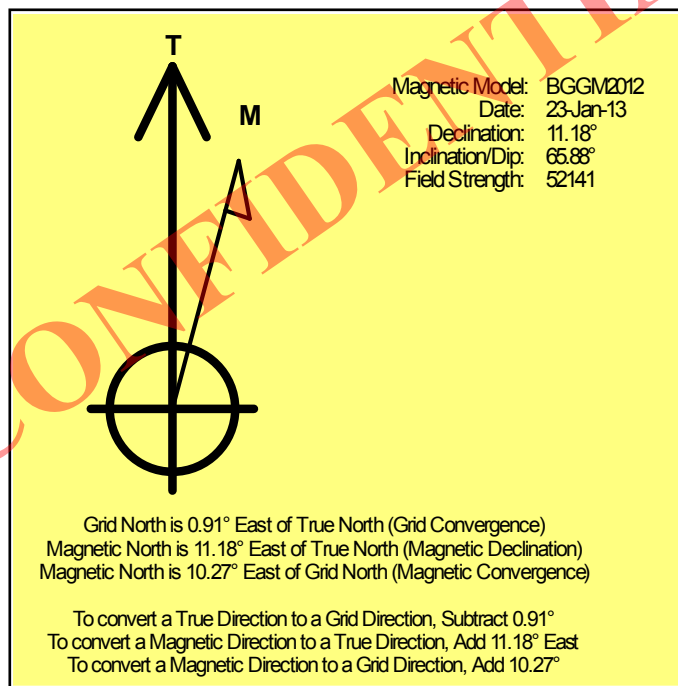 T
M
Magnetic Model: BGGM2012
Date: 23-Jan-13
Declination: 11.18°
Inclination/Dip: 65.88°
Field Strength: 52141
CONFIDENTI
Grid North is 0.91° East of True North (Grid Convergence)
Magnetic North is 11.18° East of True North (Magnetic Declination)
Magnetic North is 10.27° East of Grid North (Magnetic Convergence)
To convert a True Direction to a Grid Direction, Subtract 0.91°
To convert a Magnetic Direction to a True Direction, Add 11.18° East
To convert a Magnetic Direction to a Grid Direction, Add 10.27°